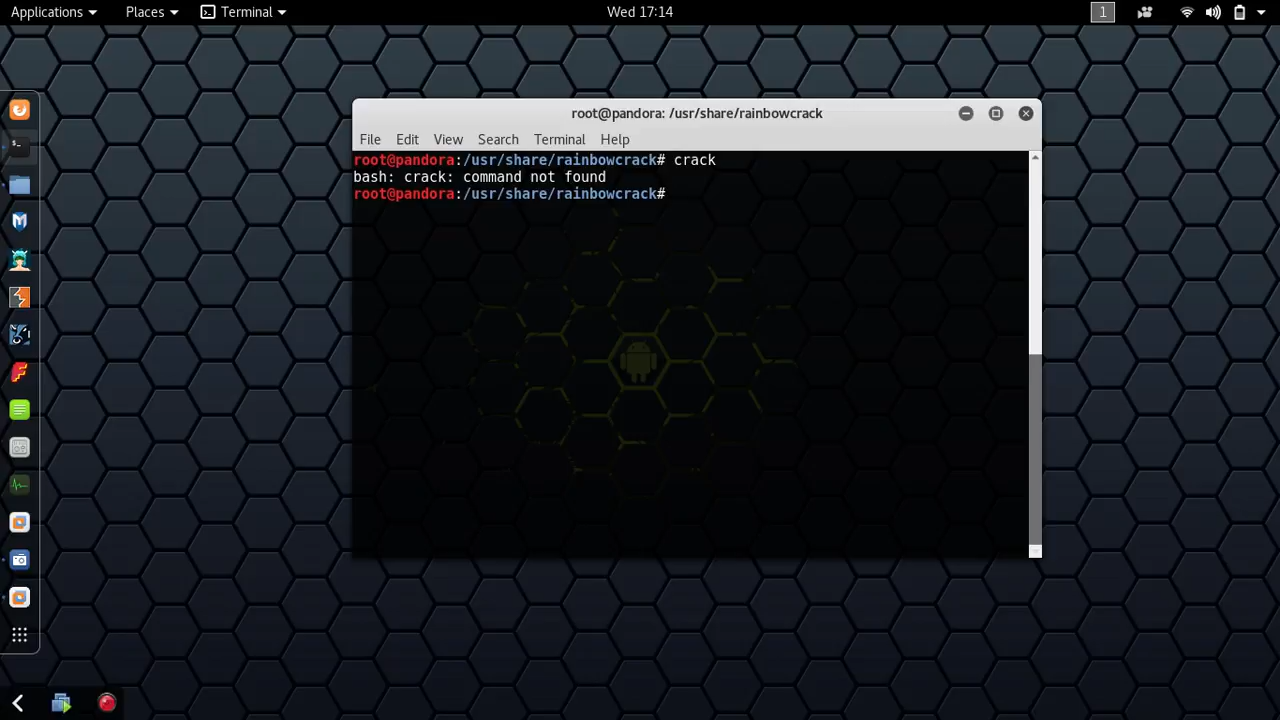 Applications Places Terminal Wed 17:14 1
root@pandora: /usr/share/rainbowcrack
File Edit View Search Terminal Help
root@pandora:/usr/share/rainbowcrack# crack
bash: crack: command not found
root@pandora:/usr/share/rainbowcrack#